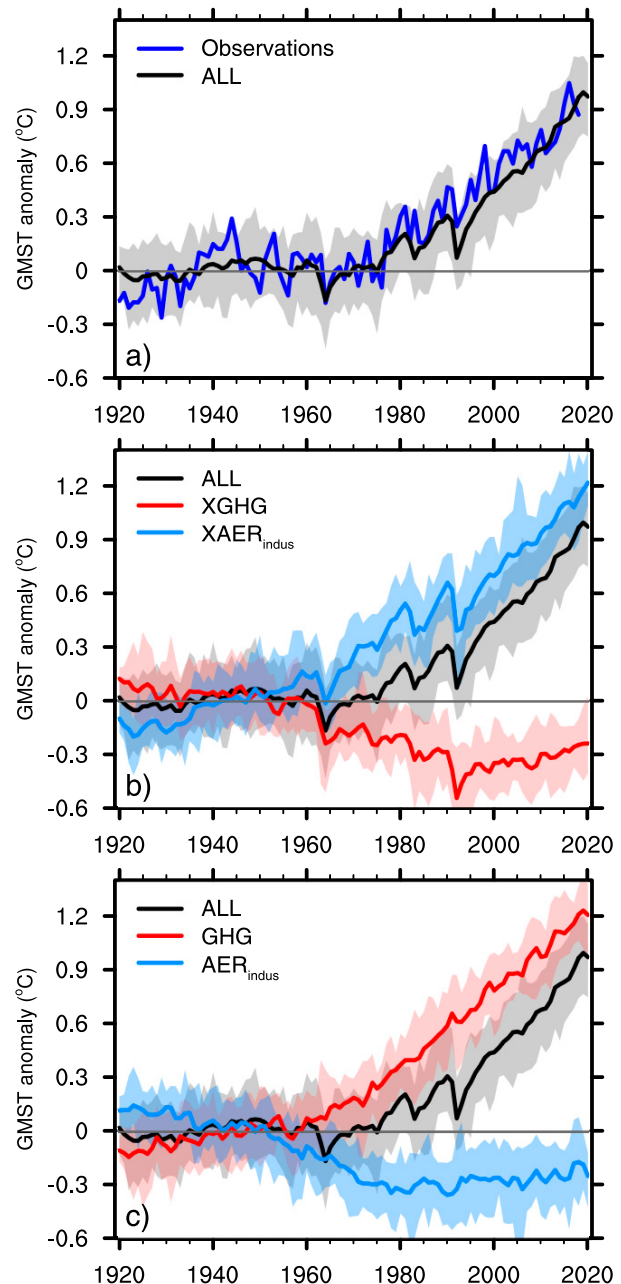 1.2
0.9
0.6
0.3
0
-0.3
-0.6
GMST anomaly (°C)
Observations
ALL
a)
1920 1940 1960 1980 2000 2020
1.2
0.9
0.6
0.3
0
-0.3
-0.6
GMST anomaly (°C)
ALL
XGHG
XAERindus
b)
1920 1940 1960 1980 2000 2020
1.2
0.9
0.6
0.3
0
-0.3
-0.6
GMST anomaly (°C)
ALL
GHG
AERindus
c)
1920 1940 1960 1980 2000 2020